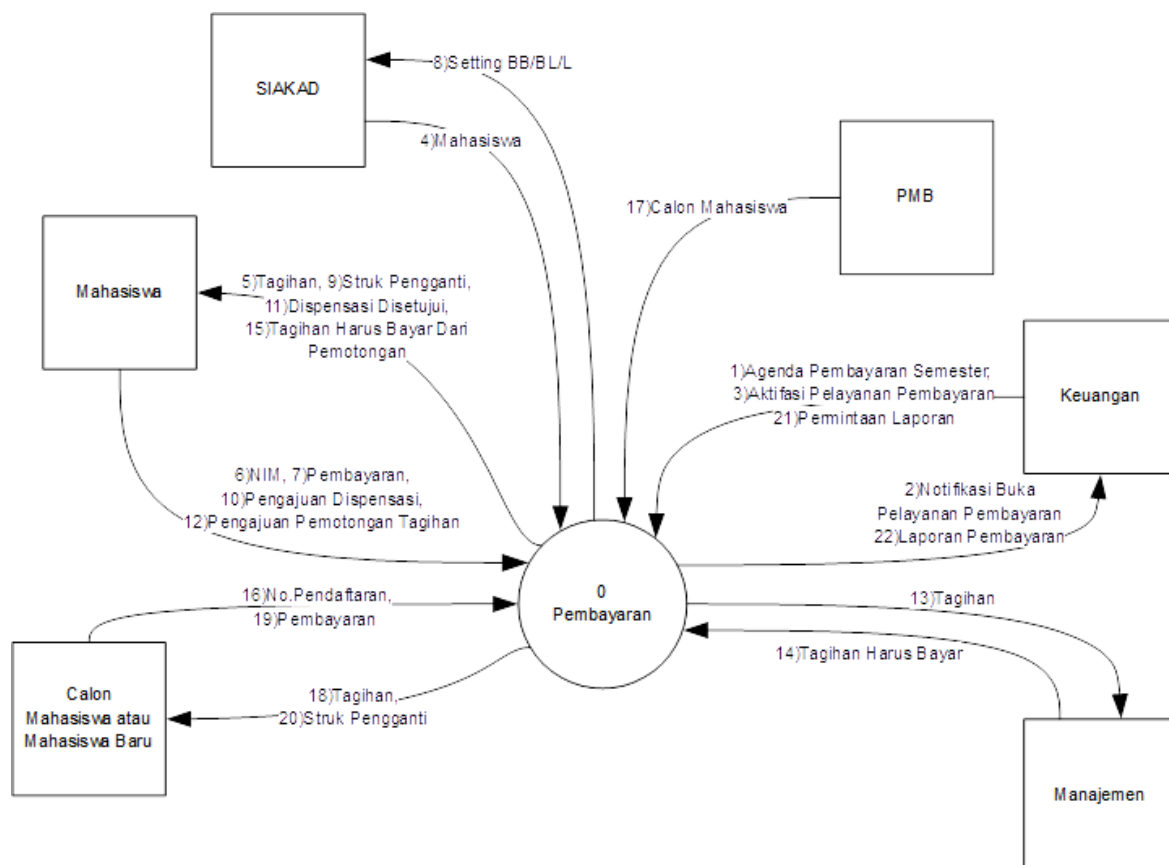 SIAKAD
8)Setting BB/BL/L
4)Mahasiswa
PMB
17)Calon Mahasiswa
Mahasiswa
5)Tagihan, 9)Struk Pengganti,
11)Dispensasi Disetujui,
15)Tagihan Harus Bayar Dari
Pemotongan
1)Agenda Pembayaran Semester,
3)Aktifasi Pelayanan Pembayaran
21)Permintaan Laporan
Keuangan
6)NIM, 7)Pembayaran,
10)Pengajuan Dispensasi,
12)Pengajuan Pemotongan Tagihan
2)Notifikasi Buka
Pelayanan Pembayaran
22)Laporan Pembayaran
0
Pembayaran
16)No.Pendaftaran,
19)Pembayaran
13)Tagihan
14)Tagihan Harus Bayar
Calon
Mahasiswa atau
Mahasiswa Baru
18)Tagihan,
20)Struk Pengganti
Manajemen